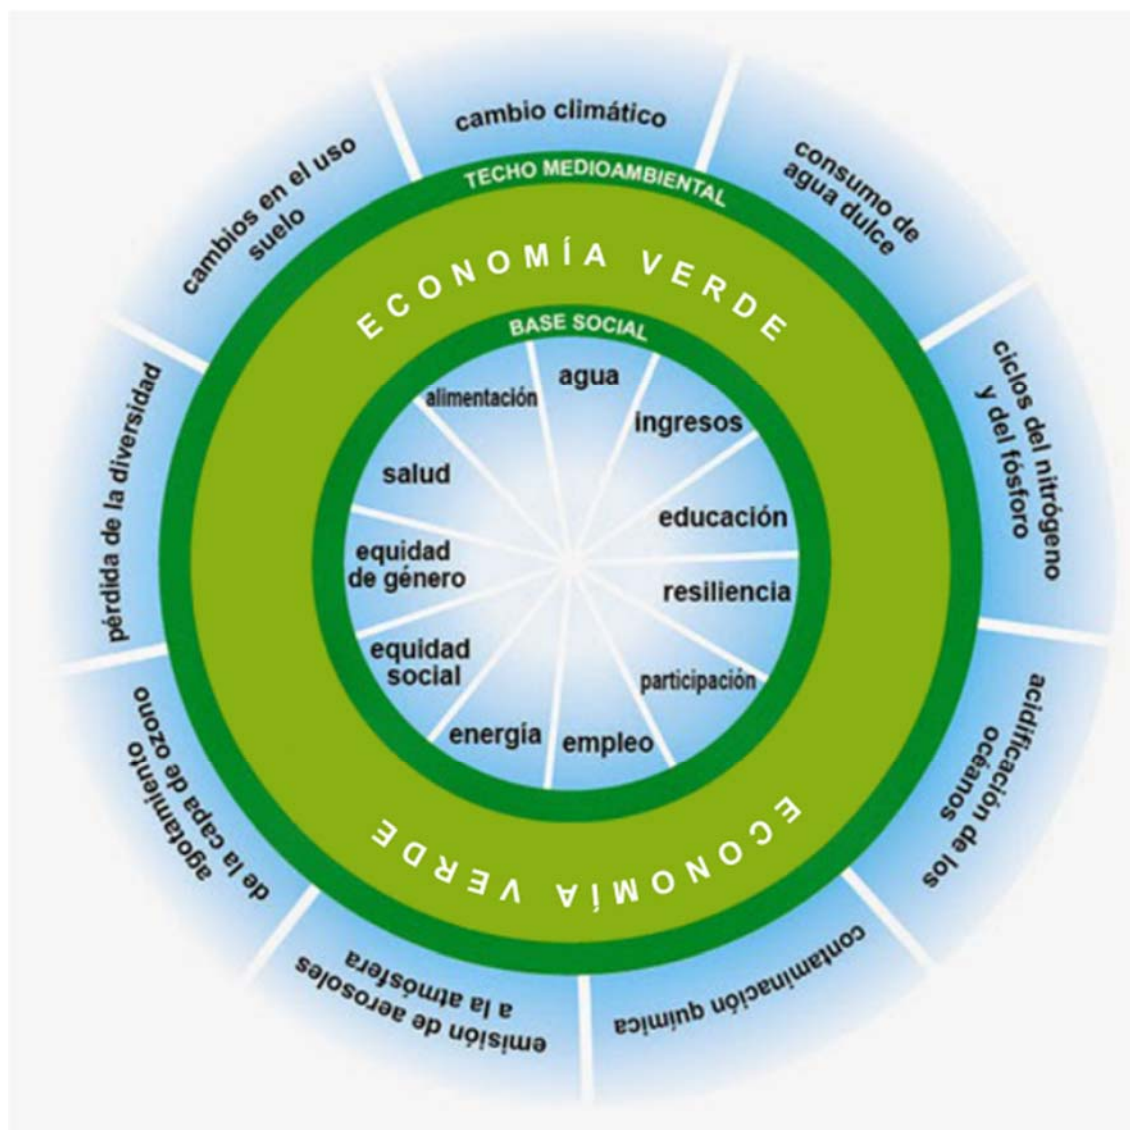 cambio climático
consumo de
agua dulce
ciclos del nitrógeno
y del fósforo
acidificación de los
océanos
contaminación química
emisión de aerosoles
a la atmósfera
agotamiento
de la capa de ozono
pérdida de la diversidad
cambios en el uso
suelo
TECHO MEDIOAMBIENTAL
ECONOMÍA VERDE
BASE SOCIAL
agua
ingresos
educación
resiliencia
participación
empleo
energía
equidad
social
equidad
de género
salud
alimentación
ECONOMÍA VERDE